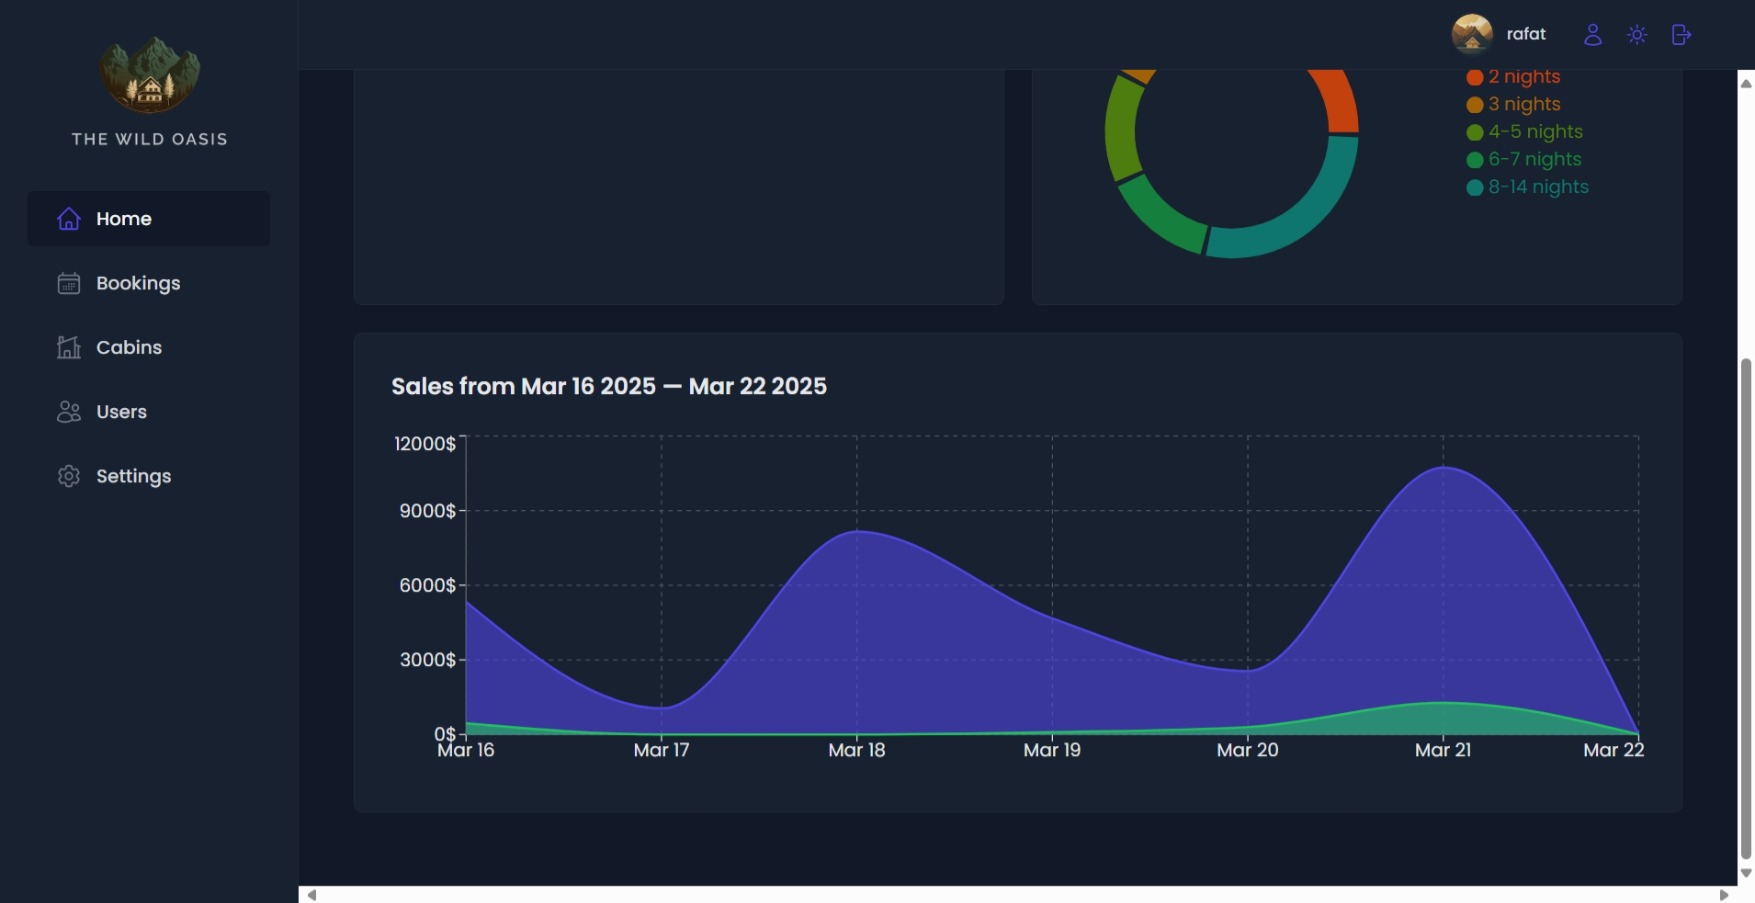 THE WILD OASIS
Home
Bookings
Cabins
Users
Settings
rafat
2 nights
3 nights
4-5 nights
6-7 nights
8-14 nights
Sales from Mar 16 2025 — Mar 22 2025
12000$
9000$
6000$
3000$
0$
Mar 16 Mar 17 Mar 18 Mar 19 Mar 20 Mar 21 Mar 22